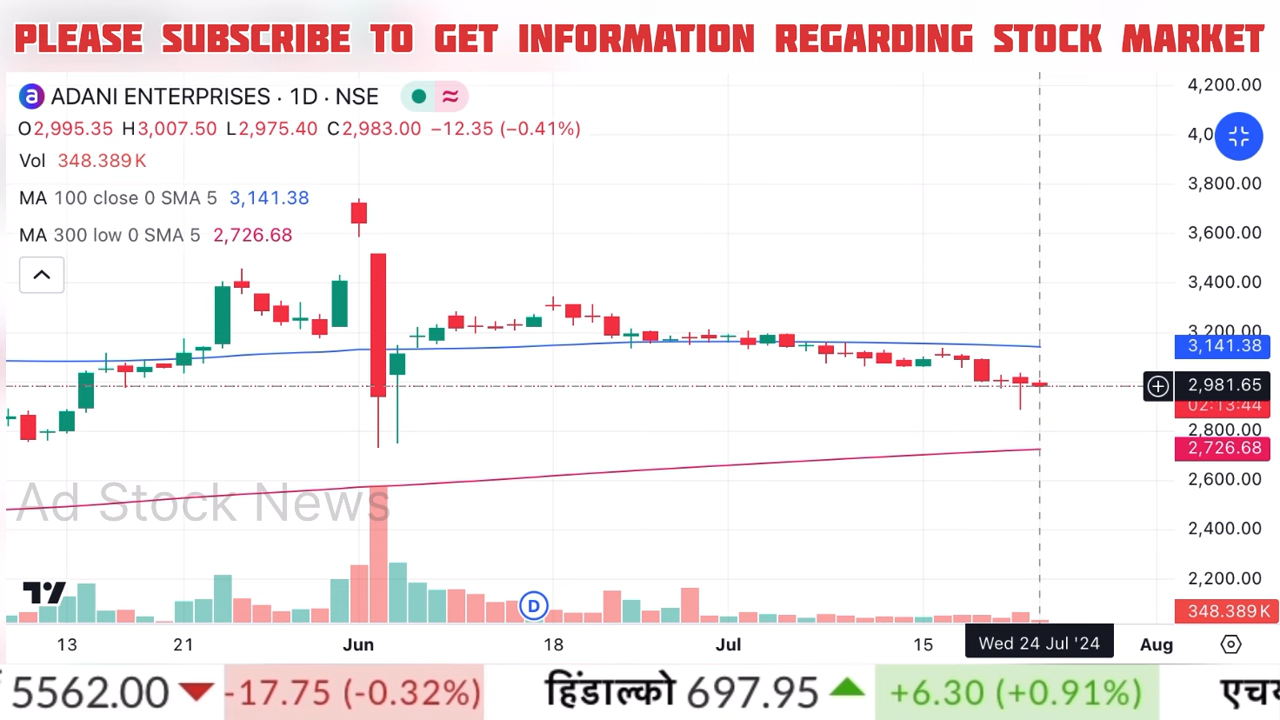 PLEASE SUBSCRIBE TO GET INFORMATION REGARDING STOCK MARKET
a ADANI ENTERPRISES · 1D · NSE
O2,995.35 H3,007.50 L2,975.40 C2,983.00 −12.35 (−0.41%)
Vol 348.389K
MA 100 close 0 SMA 5 3,141.38
MA 300 low 0 SMA 5 2,726.68
4,200.00
4,0
3,800.00
3,600.00
3,400.00
3,200.00
3,141.38
2,981.65
02:13:44
2,800.00
2,726.68
2,600.00
2,400.00
2,200.00
348.389K
Ad Stock News
D
13 21 Jun 18 Jul 15 Wed 24 Jul '24 Aug
5562.00 -17.75 (-0.32%) हिंडाल्को 697.95 +6.30 (+0.91%)